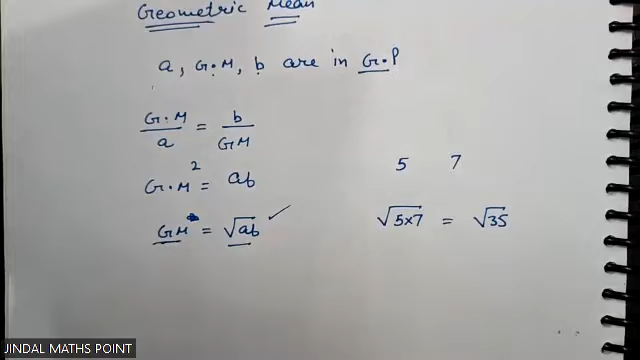 Geometric Mean
a, G.M, b are in G.P
G.M/a = b/GM
G.M² = ab
GM = √ab ✓
5 7
√5×7 = √35
JINDAL MATHS POINT